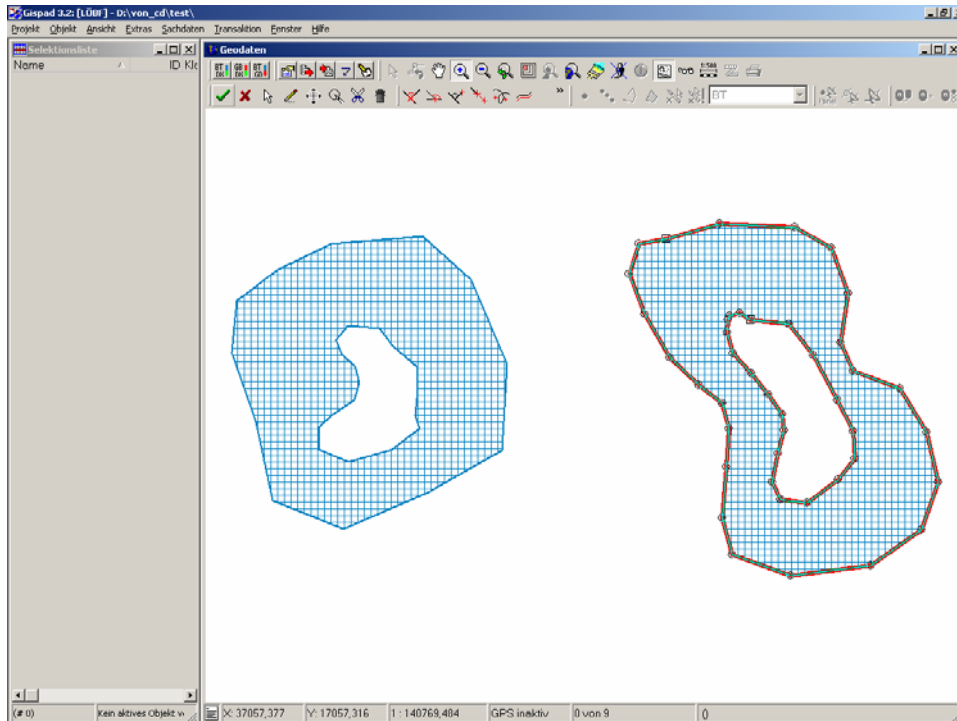 Gispad 3.2: [LÖBF] - D:\von_cd\test\
Projekt Objekt Ansicht Extras Sachdaten Transaktion Fenster Hilfe
Selektionsliste
Name ID Klc
Geodaten
BT
(# 0) Kein aktives Objekt
X: 37057,377 Y: 17057,316 1 : 140769,484 GPS inaktiv 0 von 9 ()